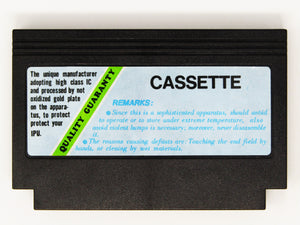 The unique manufacturer
adopting high class IC
and processed by not
oxidized gold plate
on the appara-
tus, to protect
protect your
IPU.
QUALITY GUARANTY
CASSETTE
REMARKS:
Since this is a sophisticated apparatus, should avoid
to operate or to store under extreme temperature, also
avoid violent bumps is necessary; moreover, never disassemble
it.
The reasons causing defauts are: Touching the end field by
hands, or cleaning by wet materials.